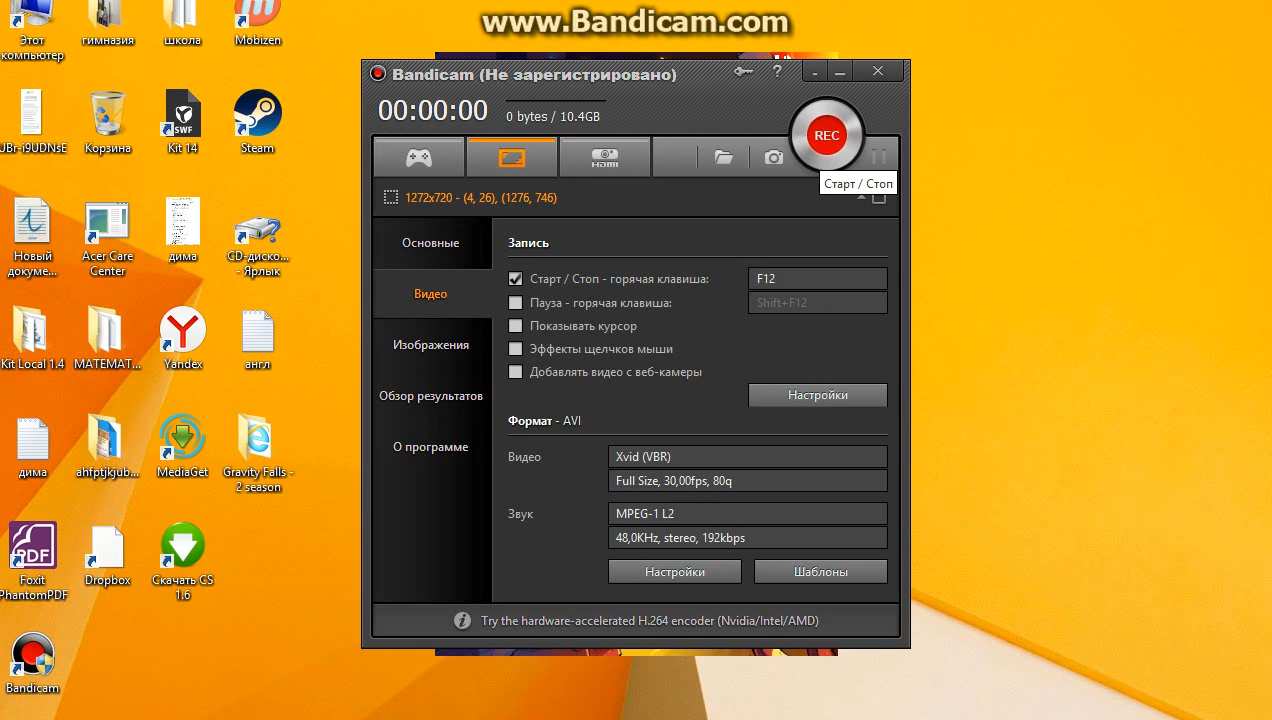 www.Bandicam.com
Этот
компьютер
гимназия
школа
Mobizen
UBr-i9UDNsE
Корзина
SWF
Kit 14
Steam
Новый
докуме...
Acer Care
Center
дима
CD-диско...
- Ярлык
Kit Local 1.4
МАТЕМАТ...
Yandex
англ
дима
ahfptjkjub...
MediaGet
Gravity Falls -
2 season
PDF
Foxit
PhantomPDF
Dropbox
Скачать CS
1.6
Bandicam
Bandicam (Не зарегистрировано)
?
00:00:00
0 bytes / 10.4GB
REC
HDMI
Старт / Стоп
1272x720 - (4, 26), (1276, 746)
Основные
Видео
Изображения
Обзор результатов
О программе
Запись
Старт / Стоп - горячая клавиша:
F12
Пауза - горячая клавиша:
Shift+F12
Показывать курсор
Эффекты щелчков мыши
Добавлять видео с веб-камеры
Настройки
Формат - AVI
Видео
Xvid (VBR)
Full Size, 30,00fps, 80q
Звук
MPEG-1 L2
48,0KHz, stereo, 192kbps
Настройки
Шаблоны
Try the hardware-accelerated H.264 encoder (Nvidia/Intel/AMD)